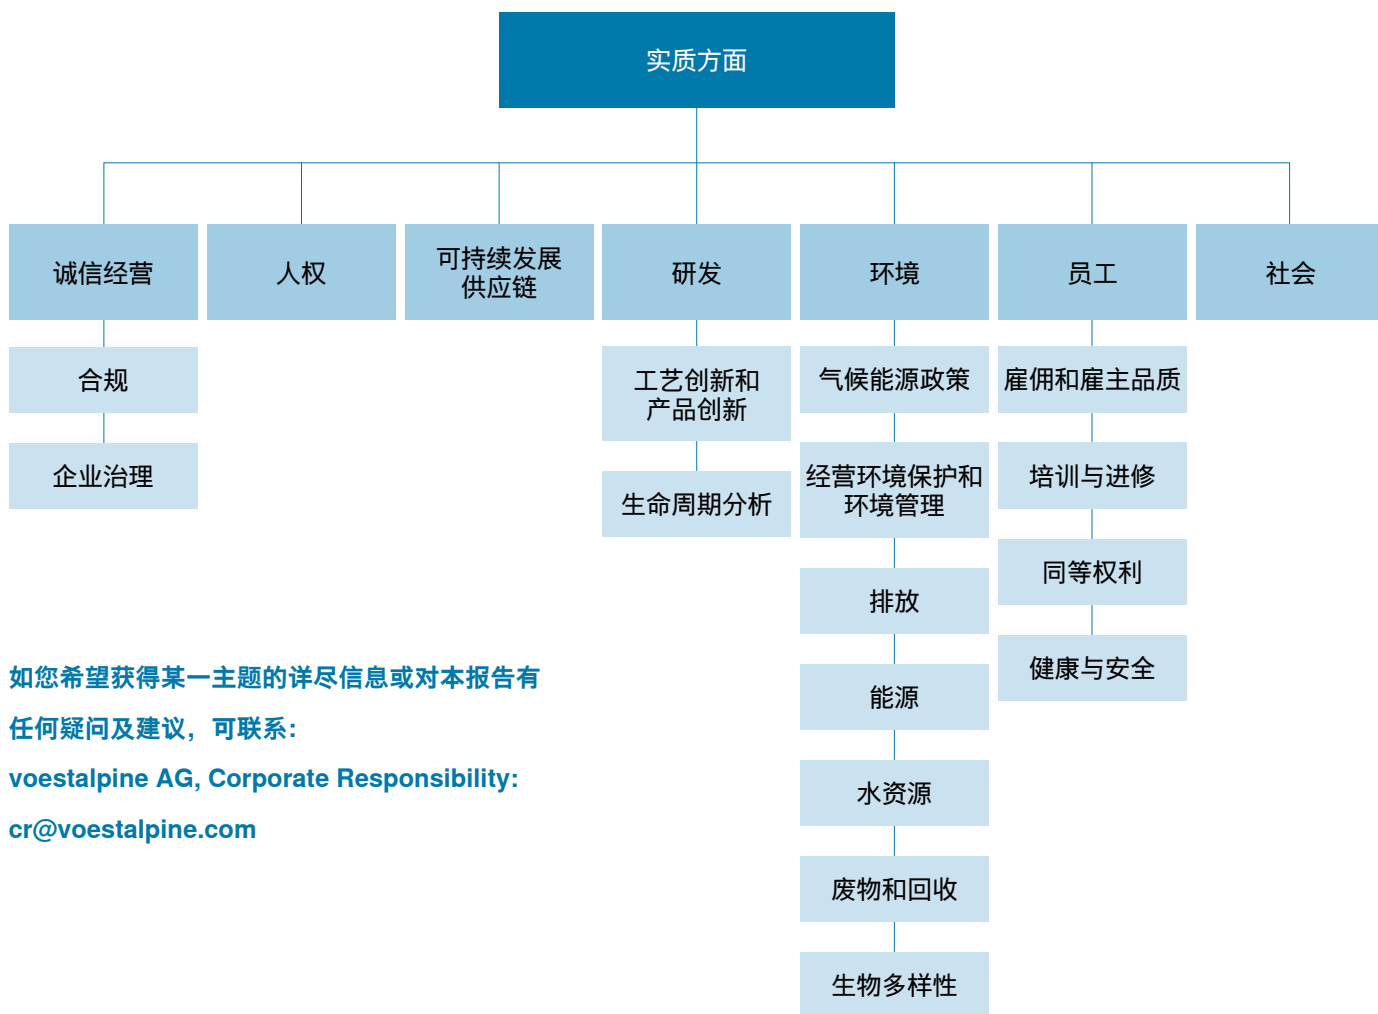 实质方面
诚信经营
人权
可持续发展
供应链
研发
环境
员工
社会
合规
企业治理
工艺创新和
产品创新
生命周期分析
气候能源政策
经营环境保护和
环境管理
排放
能源
水资源
废物和回收
生物多样性
雇佣和雇主品质
培训与进修
同等权利
健康与安全
如您希望获得某一主题的详尽信息或对本报告有
任何疑问及建议，可联系:
voestalpine AG, Corporate Responsibility:
cr@voestalpine.com